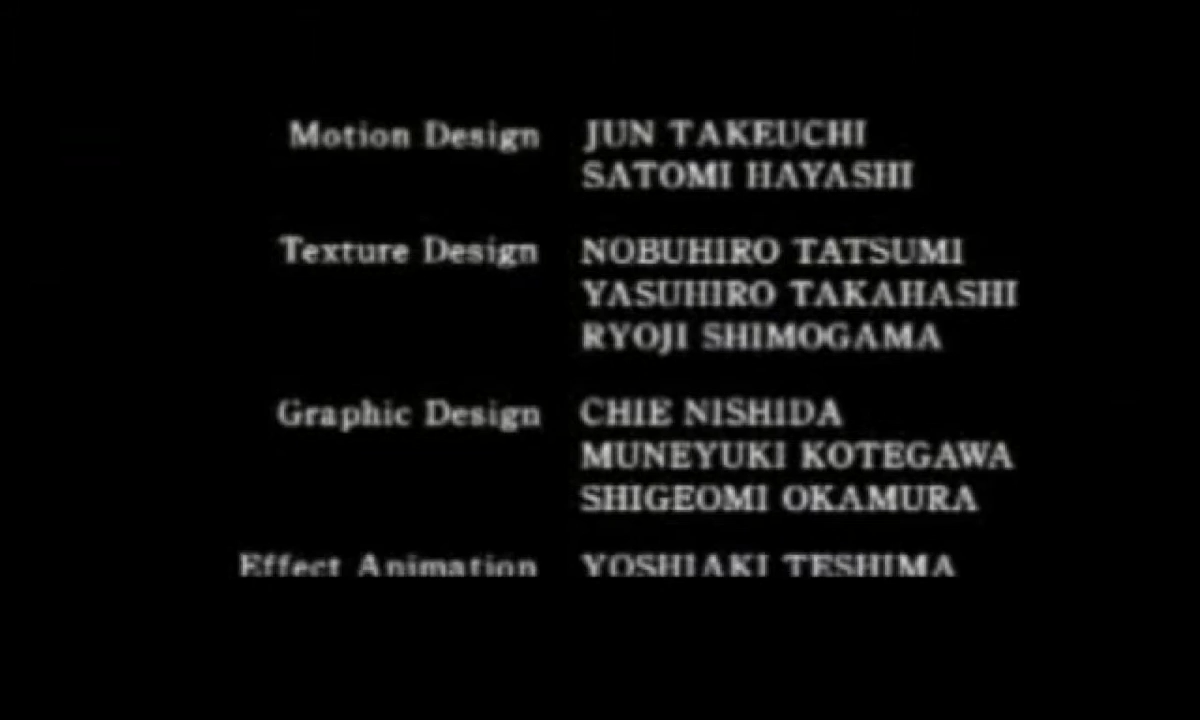 Motion Design JUN TAKEUCHI
SATOMI HAYASHI
Texture Design NOBUHIRO TATSUMI
YASUHIRO TAKAHASHI
RYOJI SHIMOGAMA
Graphic Design CHIE NISHIDA
MUNEYUKI KOTEGAWA
SHIGEOMI OKAMURA
Effect Animation YOSHIAKI TESHIMA